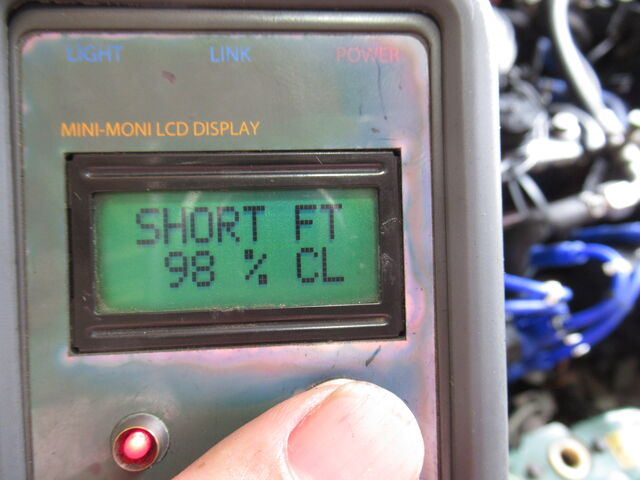 LIGHT LINK POWER
MINI-MONI LCD DISPLAY
SHORT FT
98 % CL